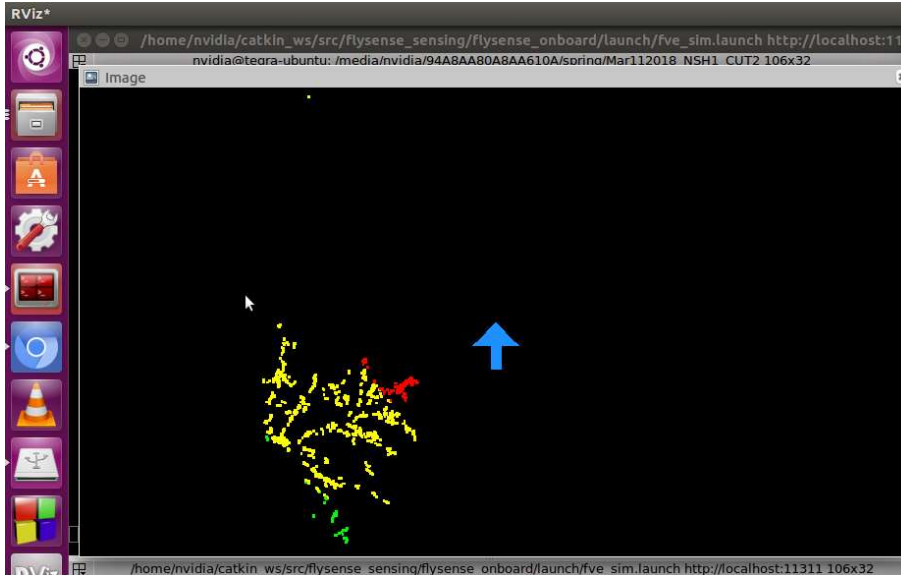 RViz*
/home/nvidia/catkin_ws/src/flysense_sensing/flysense_onboard/launch/fve_sim.launch http://localhost:11
nvidia@tegra-ubuntu: /media/nvidia/94A8AA80A8AA610A/spring/Mar112018_NSH1_CUT2 106x32
Image
/home/nvidia/catkin_ws/src/flysense_sensing/flysense_onboard/launch/fve_sim.launch http://localhost:11311 106x32
RViz